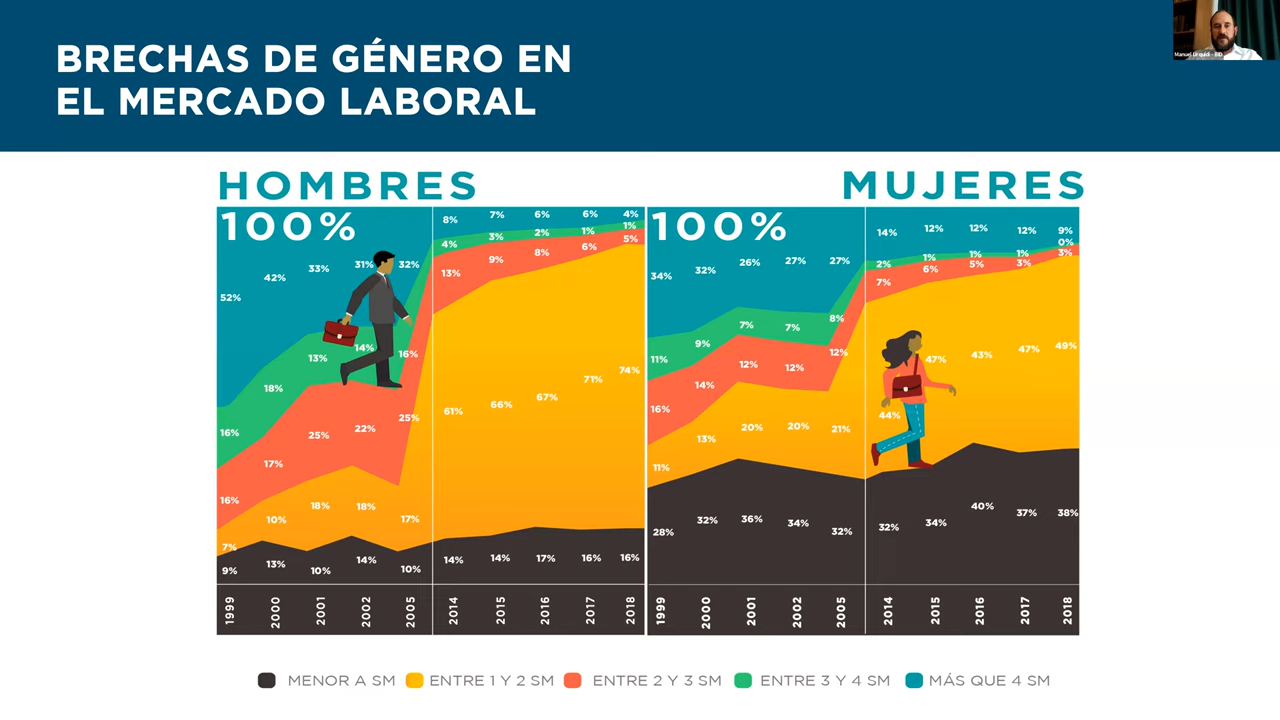 BRECHAS DE GÉNERO EN
EL MERCADO LABORAL
Manuel Urquidi - BID
HOMBRES
100%
52% 42% 33% 31% 32% 8% 7% 6% 6% 4%
16% 18% 13% 14% 16% 4% 3% 2% 1% 1%
16% 17% 25% 22% 25% 13% 9% 8% 6% 5%
7% 10% 18% 18% 17% 61% 66% 67% 71% 74%
9% 13% 10% 14% 10% 14% 14% 17% 16% 16%
1999 2000 2001 2002 2005 2014 2015 2016 2017 2018
MUJERES
100%
34% 32% 26% 27% 27% 14% 12% 12% 12% 9%
11% 9% 7% 7% 8% 2% 1% 1% 1% 0%
16% 14% 12% 12% 12% 7% 6% 5% 3% 3%
11% 13% 20% 20% 21% 44% 47% 43% 47% 49%
28% 32% 36% 34% 32% 32% 34% 40% 37% 38%
1999 2000 2001 2002 2005 2014 2015 2016 2017 2018
MENOR A SM ENTRE 1 Y 2 SM ENTRE 2 Y 3 SM ENTRE 3 Y 4 SM MÁS QUE 4 SM